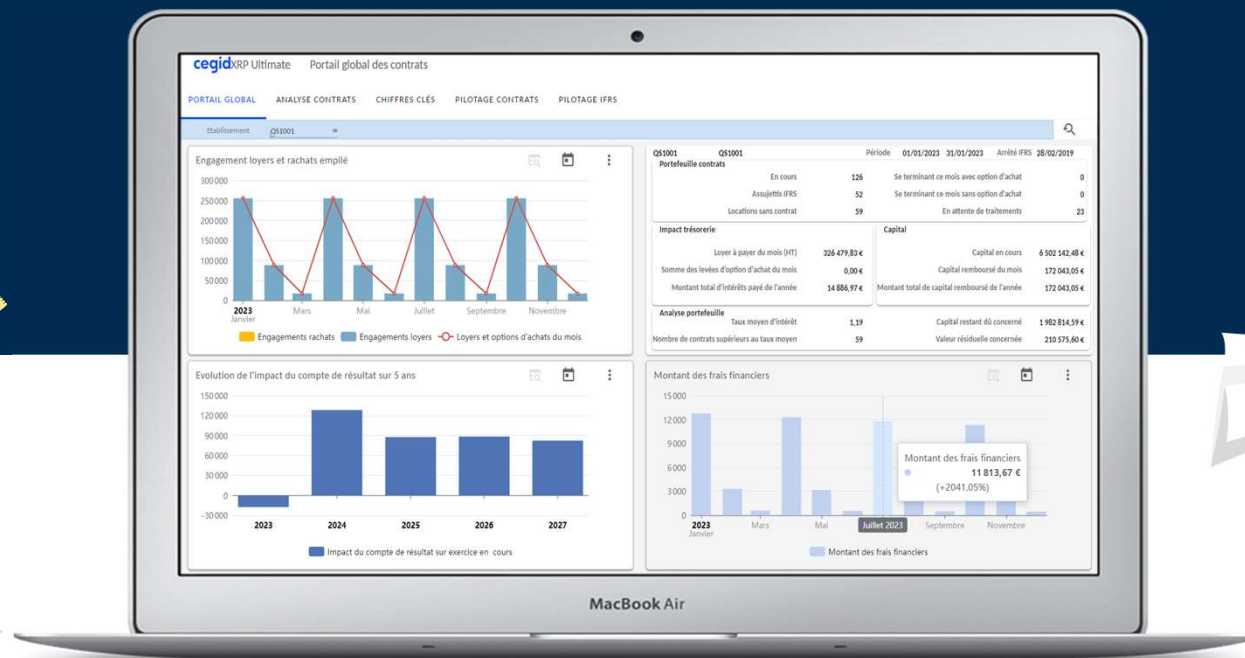 cegid XRP Ultimate Portail global des contrats
PORTAIL GLOBAL ANALYSE CONTRATS CHIFFRES CLÉS PILOTAGE CONTRATS PILOTAGE IFRS
Etablissement QS1001
Engagement loyers et rachats empilé
300 000
250 000
200 000
150 000
100 000
50 000
0
2023 Mars Mai Juillet Septembre Novembre
Janvier
Engagements rachats Engagements loyers Loyers et options d'achats du mois
QS1001 QS1001 Période 01/01/2023 31/01/2023 Arrêté IFRS 28/02/2019
Portefeuille contrats
En cours 126 Se terminant ce mois avec option d'achat 0
Assujettis IFRS 52 Se terminant ce mois sans option d'achat 0
Locations sans contrat 59 En attente de traitements 23
Impact trésorerie Capital
Loyer à payer du mois (HT) 326 479,83 € Capital en cours 6 502 142,48 €
Somme des levées d'option d'achat du mois 0,00 € Capital remboursé du mois 172 043,05 €
Montant total d'intérêts payé de l'année 14 886,97 € Montant total de capital remboursé de l'année 172 043,05 €
Analyse portefeuille
Taux moyen d'intérêt 1,19 Capital restant dû concerné 1 982 814,59 €
Nombre de contrats supérieurs au taux moyen 59 Valeur résiduelle concernée 210 575,60 €
Evolution de l'impact du compte de résultat sur 5 ans
150 000
120 000
90 000
60 000
30 000
0
-30 000
2023 2024 2025 2026 2027
Impact du compte de résultat sur exercice en cours
Montant des frais financiers
15 000
12 000
9 000
6 000
3 000
0
Montant des frais financiers
11 813,67 €
(+2041.05%)
2023 Mars Mai Juillet 2023 Septembre Novembre
Janvier
Montant des frais financiers
MacBook Air